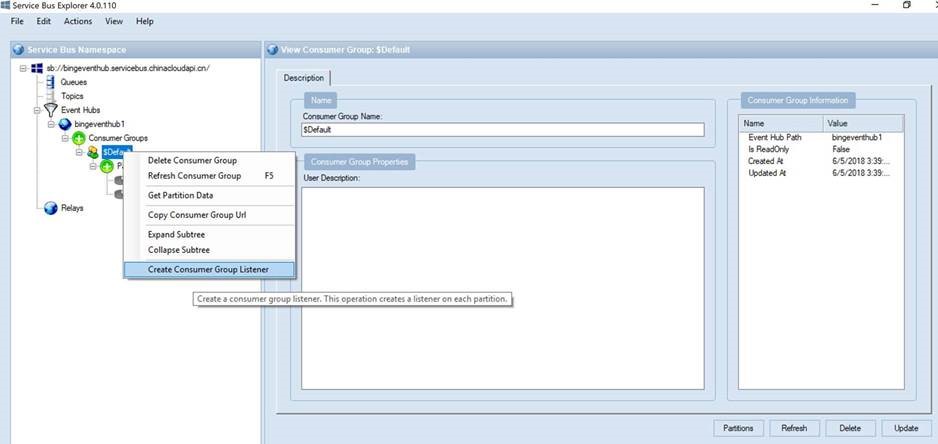 Service Bus Explorer 4.0.110
File Edit Actions View Help
Service Bus Namespace
sb://bingeventhub.servicebus.chinacloudapi.cn/
Queues
Topics
Event Hubs
bingeventhub1
Consumer Groups
$Default
Relays
Delete Consumer Group
Refresh Consumer Group F5
Get Partition Data
Copy Consumer Group Url
Expand Subtree
Collapse Subtree
Create Consumer Group Listener
Create a consumer group listener. This operation creates a listener on each partition.
View Consumer Group: $Default
Description
Name
Consumer Group Name:
$Default
Consumer Group Properties
User Description:
Consumer Group Information
Name Value
Event Hub Path bingeventhub1
Is ReadOnly False
Created At 6/5/2018 3:39:...
Updated At 6/5/2018 3:39:...
Partitions Refresh Delete Update